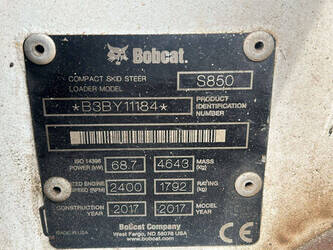 Bobcat.
COMPACT SKID STEER
LOADER MODEL
S850
*B3BY11184*
PRODUCT
IDENTIFICATION
NUMBER
ISO 14396
POWER (kW)
68.7
4643
MASS
(kg)
RATED ENGINE
SPEED (RPM)
2400
1792
RATING
(kg)
CONSTRUCTION
YEAR
2017
2017
MODEL
YEAR
MADE IN U.S.A.
Bobcat Company
West Fargo, ND 58078 USA
www.bobcat.com
CE